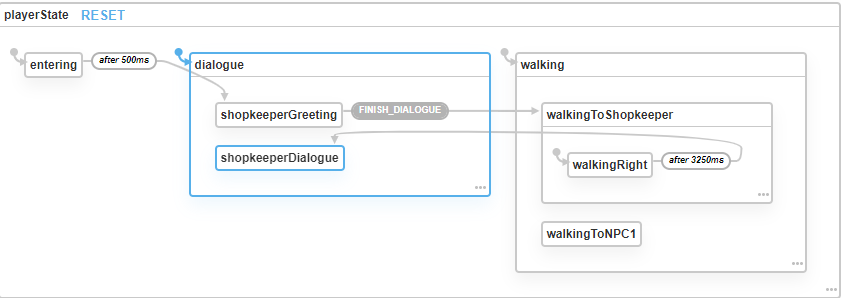 playerState RESET
entering
after 500ms
dialogue
walking
shopkeeperGreeting
FINISH_DIALOGUE
walkingToShopkeeper
shopkeeperDialogue
walkingRight
after 3250ms
walkingToNPC1